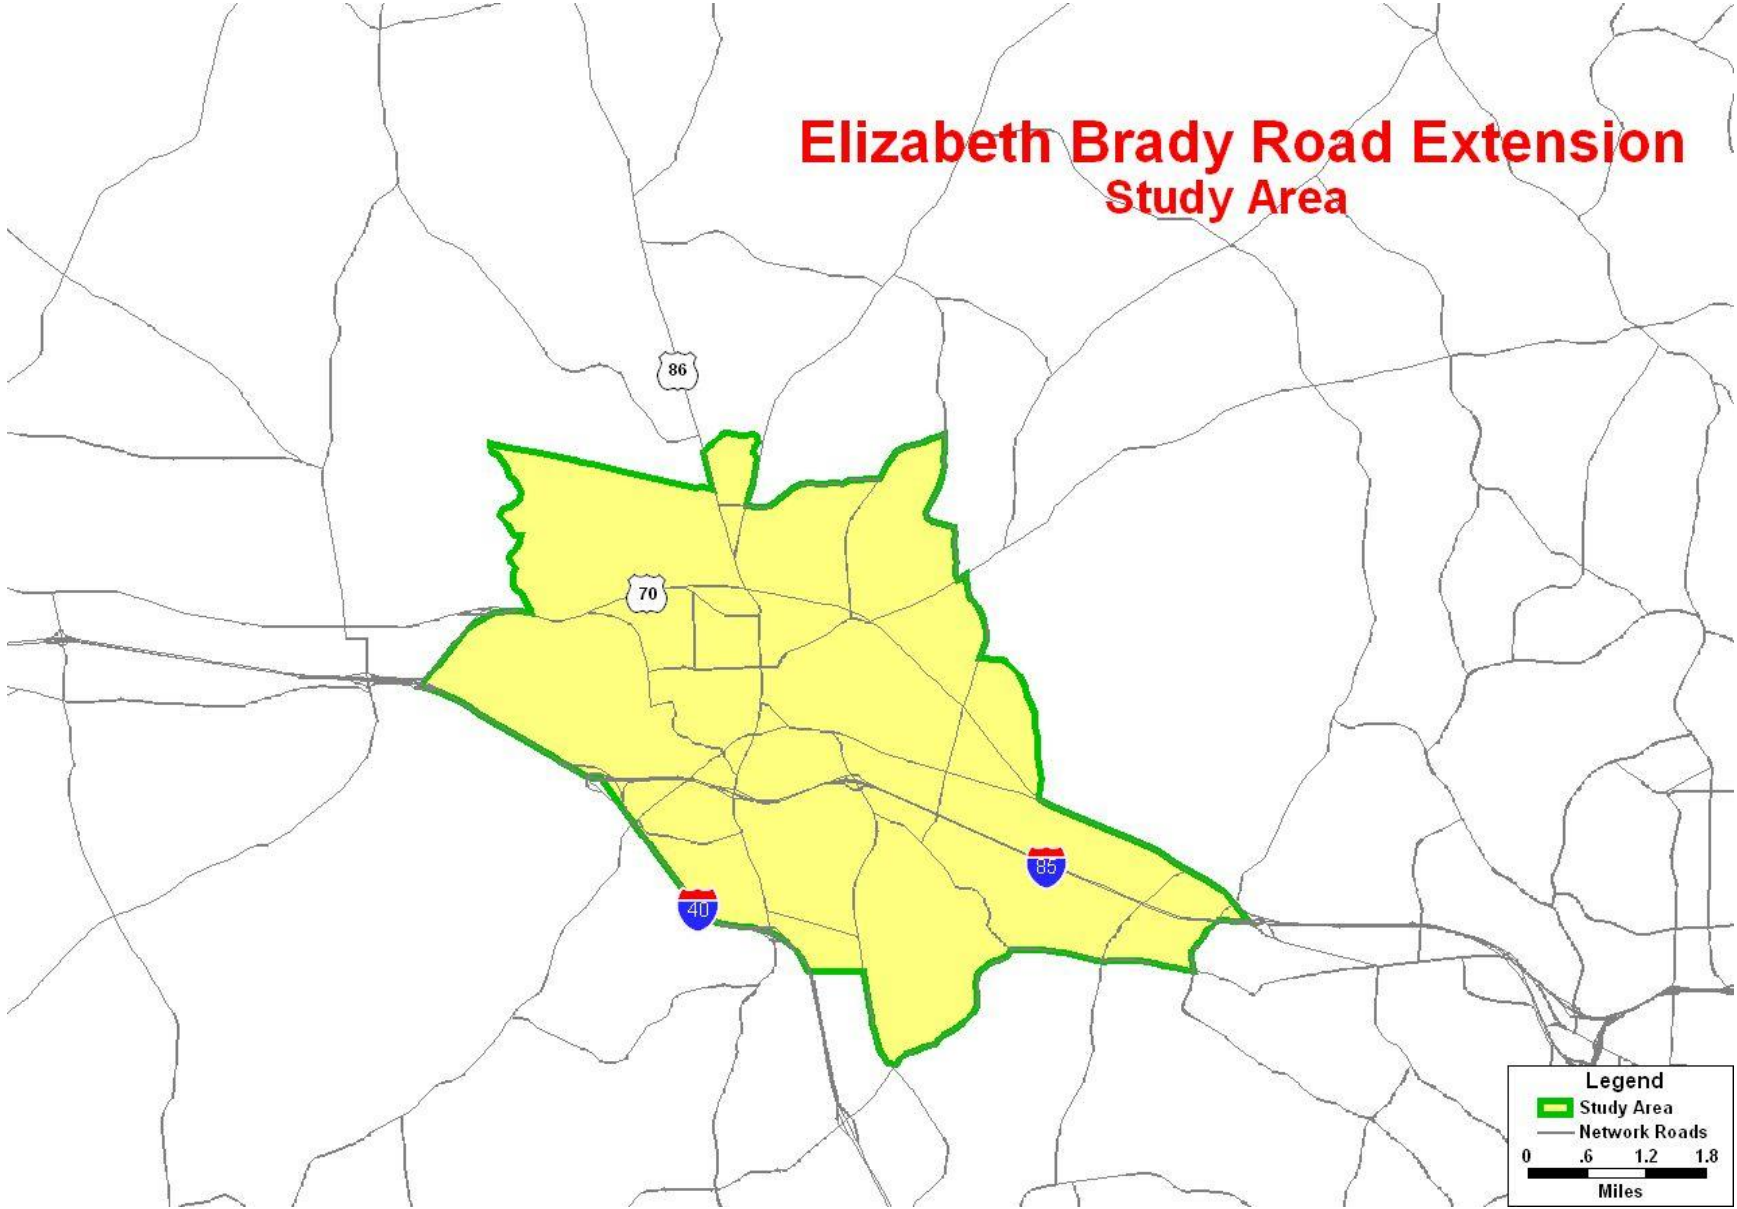 Elizabeth Brady Road Extension
Study Area
86
70
85
40
Legend
Study Area
Network Roads
0 .6 1.2 1.8
Miles